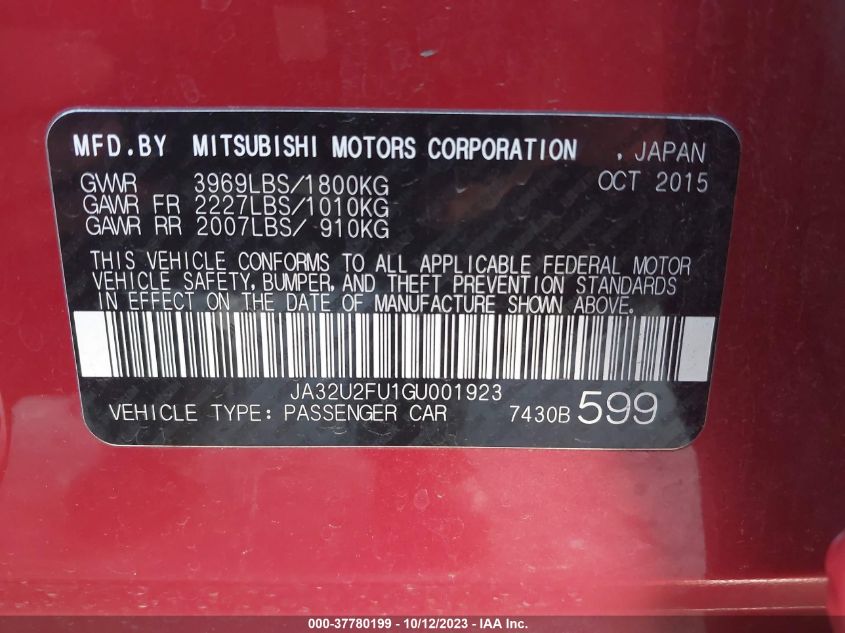 MFD.BY MITSUBISHI MOTORS CORPORATION , JAPAN
GVWR 3969LBS/1800KG OCT 2015
GAWR FR 2227LBS/1010KG
GAWR RR 2007LBS/ 910KG
THIS VEHICLE CONFORMS TO ALL APPLICABLE FEDERAL MOTOR
VEHICLE SAFETY, BUMPER, AND THEFT PREVENTION STANDARDS
IN EFFECT ON THE DATE OF MANUFACTURE SHOWN ABOVE.
JA32U2FU1GU001923
VEHICLE TYPE: PASSENGER CAR 7430B 599
000-37780199 - 10/12/2023 - IAA Inc.